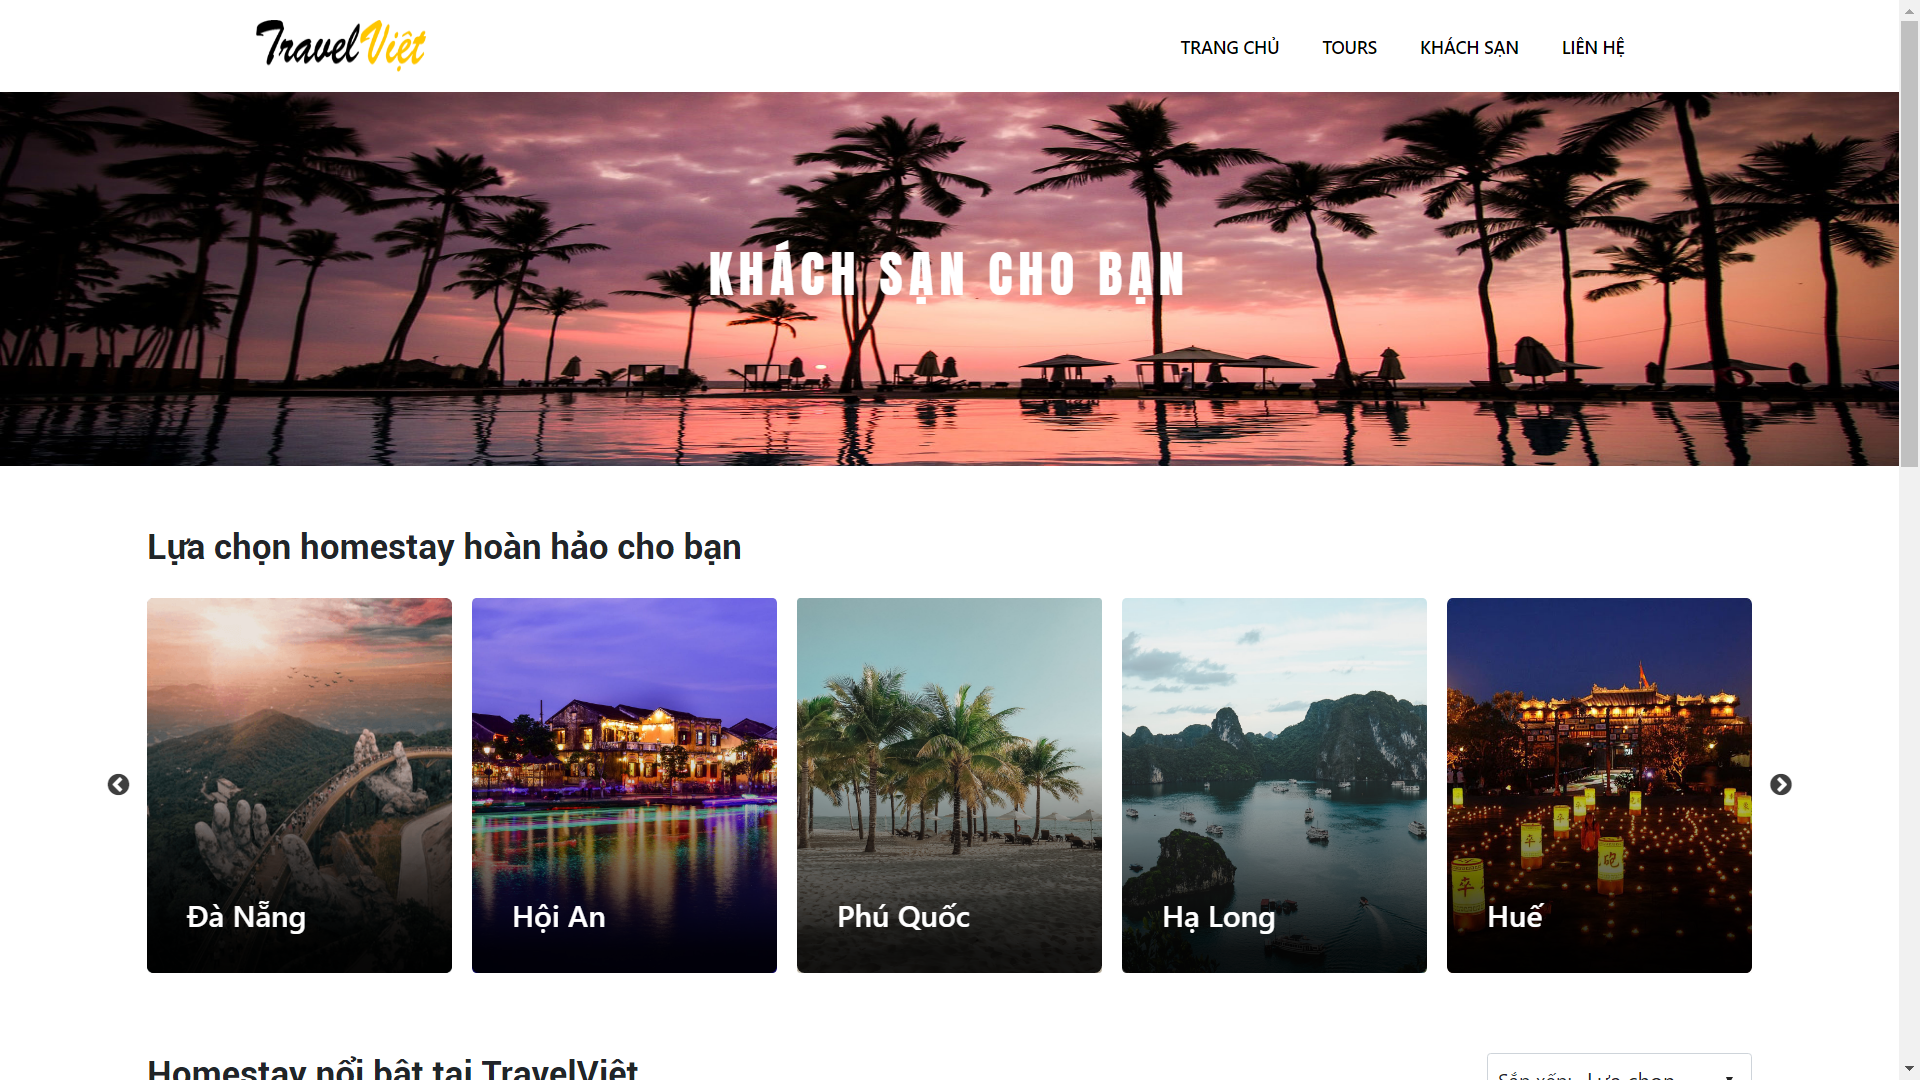 TravelViệt
TRANG CHỦ TOURS KHÁCH SẠN LIÊN HỆ
KHÁCH SẠN CHO BẠN
Lựa chọn homestay hoàn hảo cho bạn
Đà Nẵng
Hội An
Phú Quốc
Hạ Long
Huế
Homestay nổi bật tại TravelViệt
Sắp xếp: Lựa chọn